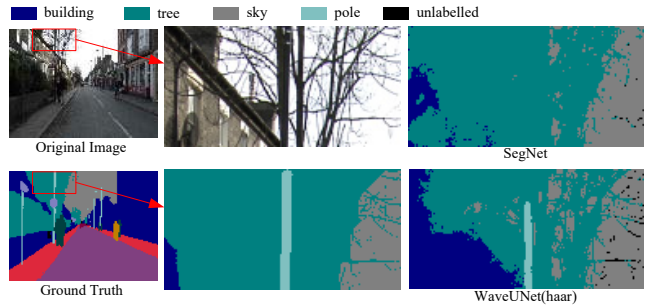 building tree sky pole unlabelled
Original Image
SegNet
Ground Truth
WaveUNet(haar)